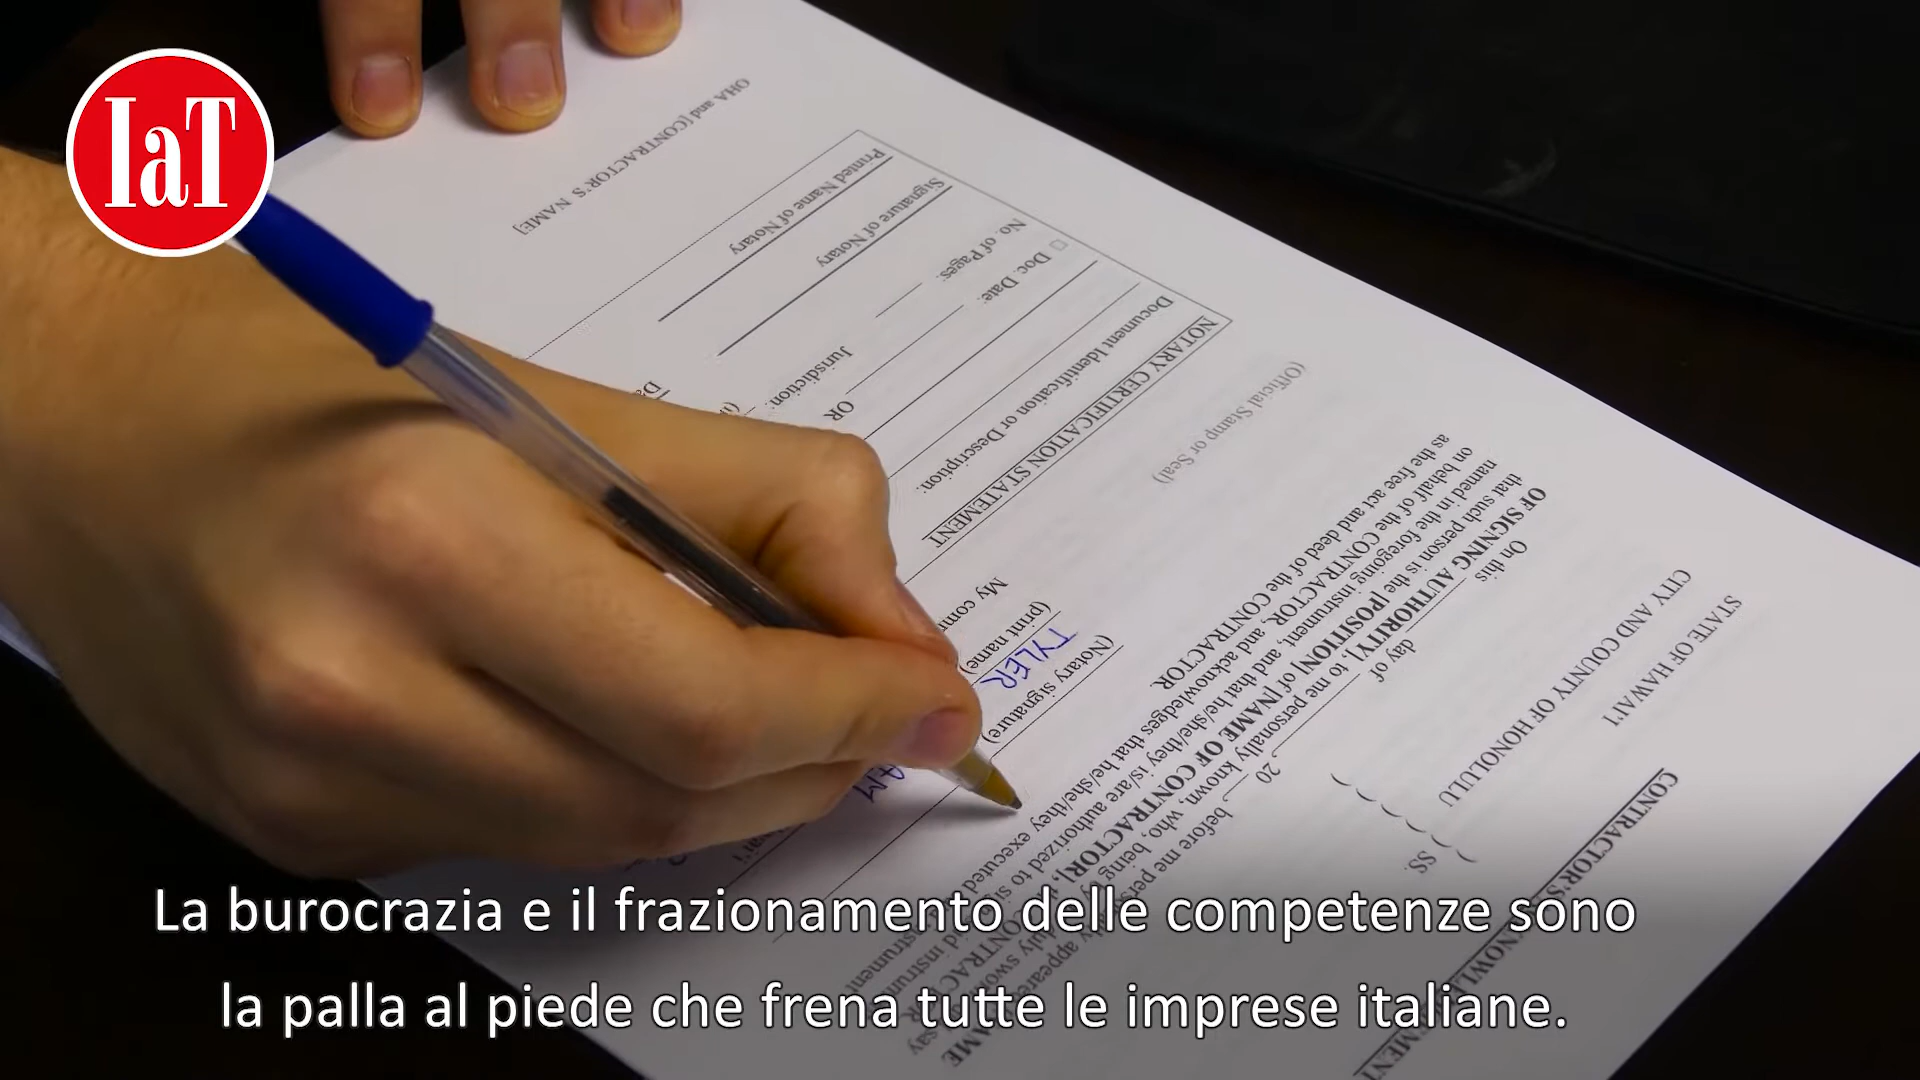 IaT
OHA and [CONTRACTOR'S NAME]
Printed Name of Notary
Signature of Notary
No. of Pages:
Doc. Date:
Jurisdiction:
OR
Document Identification or Description:
NOTARY CERTIFICATION STATEMENT
(Official Stamp or Seal)
My
(print name)
TYLER
(Notary signature)
as the free act and deed of the CONTRACTOR.
on behalf of the CONTRACTOR, and acknowledges that he/she/they executed
named in the foregoing instrument, and that he/she/they is/are authorized to
that such person is the [POSITION] of [NAME OF CONTRACTOR],
OF SIGNING AUTHORITY], to me personally known, who, being by
On this day of 20 before me
SS.
CITY AND COUNTY OF HONOLULU
STATE OF HAWAI'I
CONTRACTOR'S
La burocrazia e il frazionamento delle competenze sono
la palla al piede che frena tutte le imprese italiane.